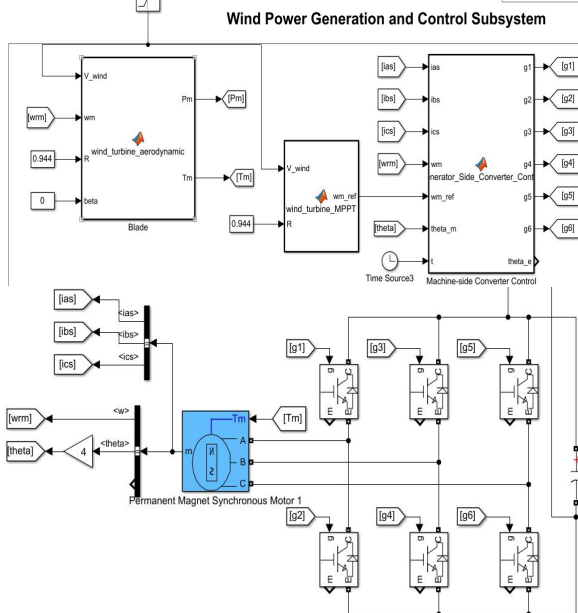 Wind Power Generation and Control Subsystem
V_wind
[wrm]
wm
0.944
R
0
beta
Pm
[Pm]
Tm
[Tm]
wind_turbine_aerodynamic
Blade
V_wind
wm_ref
wind_turbine_MPPT
0.944
R
[ias]
ias
g1
[g1]
[ibs]
ibs
g2
[g2]
[ics]
ics
g3
[g3]
[wrm]
wm
g4
[g4]
nerator_Side_Converter_Cont
wm_ref
g5
[g5]
[theta]
theta_m
g6
[g6]
t
theta_e
Time Source3
Machine-side Converter Control
[ias]
<ias>
[ibs]
<ibs>
[ics]
<ics>
[wrm]
<w>
[theta]
4
<theta>
m
Tm
[Tm]
A
B
C
N
S
Permanent Magnet Synchronous Motor 1
[g1]
g
C
m
E
[g3]
g
C
m
E
[g5]
g
C
m
E
[g2]
g
C
m
E
[g4]
g
C
m
E
[g6]
g
C
m
E
+